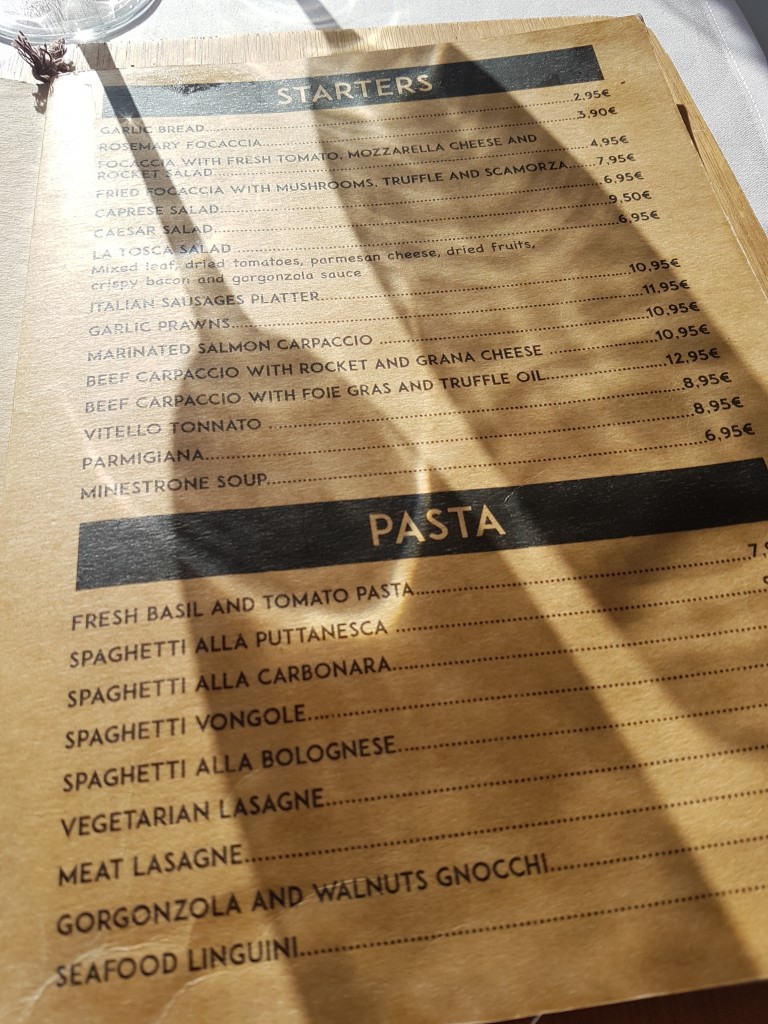 STARTERS
GARLIC BREAD..........2,95€
ROSEMARY FOCACCIA..........3,90€
FOCACCIA WITH FRESH TOMATO, MOZZARELLA CHEESE AND
ROCKET SALAD..........4,95€
FRIED FOCACCIA WITH MUSHROOMS, TRUFFLE AND SCAMORZA......7,95€
CAPRESE SALAD..........6,95€
CAESAR SALAD..........9,50€
LA TOSCA SALAD ..........6,95€
Mixed leaf, dried tomatoes, parmesan cheese, dried fruits,
crispy bacon and gorgonzola sauce
ITALIAN SAUSAGES PLATTER..........10,95€
GARLIC PRAWNS..........11,95€
MARINATED SALMON CARPACCIO ..........10,95€
BEEF CARPACCIO WITH ROCKET AND GRANA CHEESE ..........10,95€
BEEF CARPACCIO WITH FOIE GRAS AND TRUFFLE OIL..........12,95€
VITELLO TONNATO ..........8,95€
PARMIGIANA..........8,95€
MINESTRONE SOUP..........6,95€
PASTA
FRESH BASIL AND TOMATO PASTA..........
SPAGHETTI ALLA PUTTANESCA ..........
SPAGHETTI ALLA CARBONARA..........
SPAGHETTI VONGOLE..........
SPAGHETTI ALLA BOLOGNESE..........
VEGETARIAN LASAGNE..........
MEAT LASAGNE..........
GORGONZOLA AND WALNUTS GNOCCHI..........
SEAFOOD LINGUINI..........